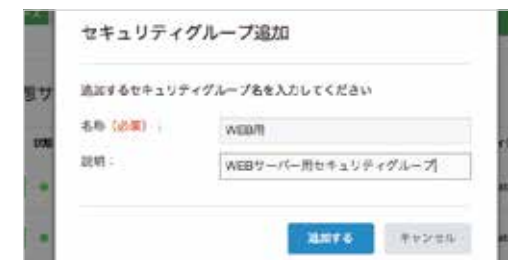 セキュリティグループ追加
追加するセキュリティグループ名を入力してください
名称（必須）：
WEB用
説明：
WEBサーバー用セキュリティグループ
追加する
キャンセル